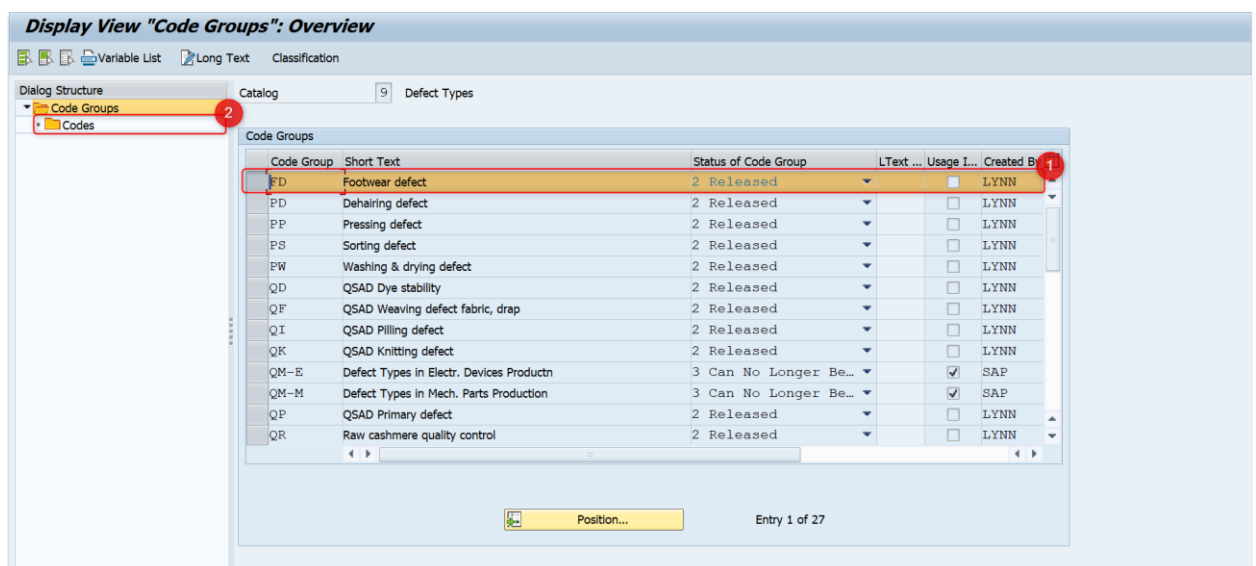 Display View "Code Groups": Overview
Variable List Long Text Classification
Dialog Structure
Code Groups
2
Codes
Catalog 9 Defect Types
Code Groups
Code Group Short Text Status of Code Group LText ... Usage I... Created By
1
FD Footwear defect 2 Released LYNN
PD Dehairing defect 2 Released LYNN
PP Pressing defect 2 Released LYNN
PS Sorting defect 2 Released LYNN
PW Washing & drying defect 2 Released LYNN
QD QSAD Dye stability 2 Released LYNN
QF QSAD Weaving defect fabric, drap 2 Released LYNN
QI QSAD Pilling defect 2 Released LYNN
QK QSAD Knitting defect 2 Released LYNN
QM-E Defect Types in Electr. Devices Productn 3 Can No Longer Be... SAP
QM-M Defect Types in Mech. Parts Production 3 Can No Longer Be... SAP
QP QSAD Primary defect 2 Released LYNN
QR Raw cashmere quality control 2 Released LYNN
Position... Entry 1 of 27